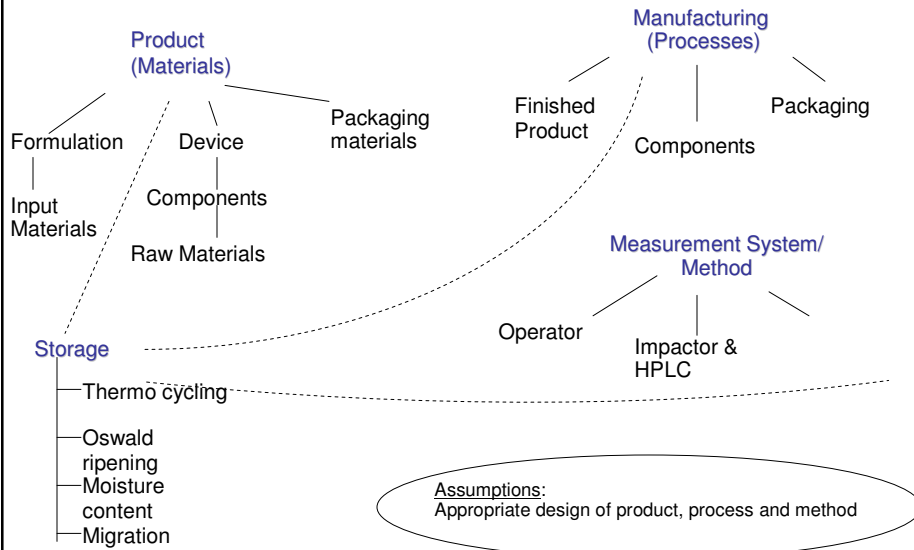 Product
(Materials)
Formulation
Input
Materials
Device
Components
Raw Materials
Packaging
materials
Manufacturing
(Processes)
Finished
Product
Components
Packaging
Measurement System/
Method
Operator
Impactor &
HPLC
Storage
Thermo cycling
Oswald
ripening
Moisture
content
Migration
Assumptions:
Appropriate design of product, process and method